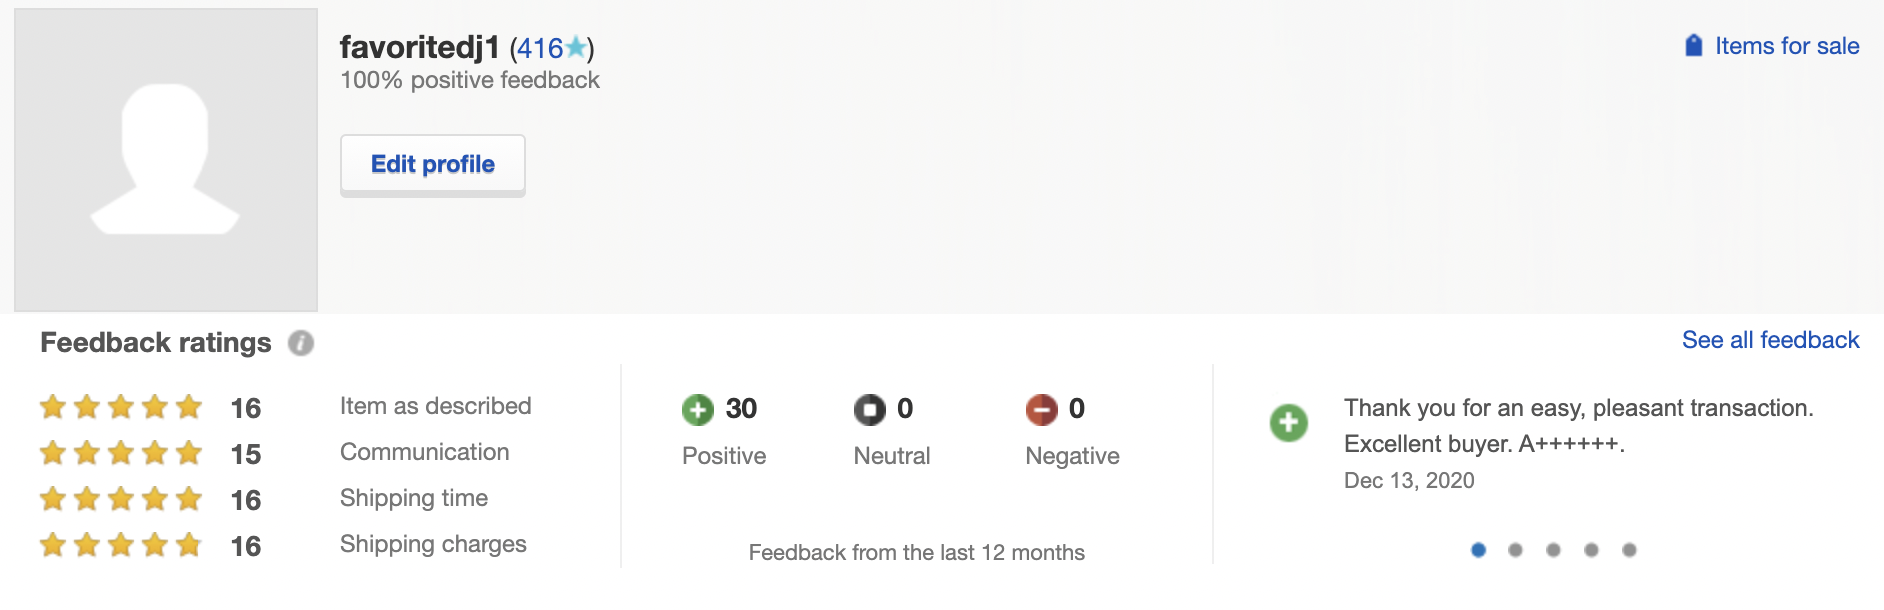 favoritedj1 (416)
100% positive feedback
Items for sale
Edit profile
Feedback ratings
See all feedback
16 Item as described
15 Communication
16 Shipping time
16 Shipping charges
30 Positive
0 Neutral
0 Negative
Feedback from the last 12 months
Thank you for an easy, pleasant transaction.
Excellent buyer. A++++++.
Dec 13, 2020